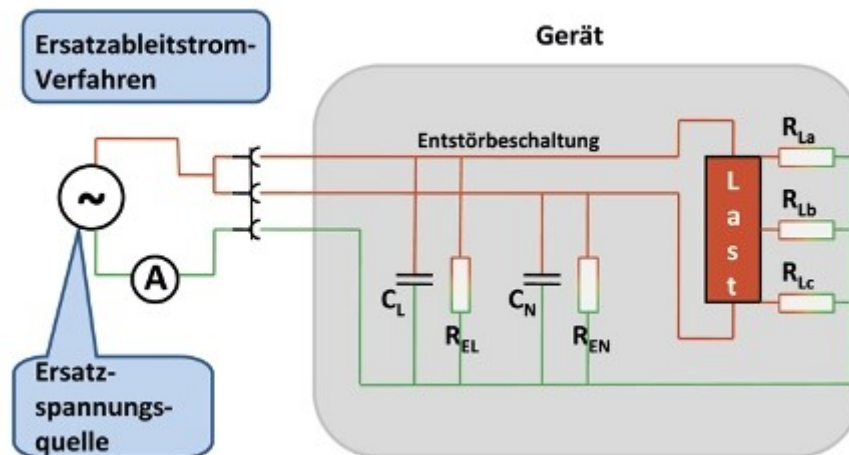 Ersatzableitstrom-
Verfahren
Gerät
Entstörbeschaltung
R_La
L a s t
R_Lb
R_Lc
~
A
C_L
R_EL
C_N
R_EN
Ersatz-
spannungs-
quelle